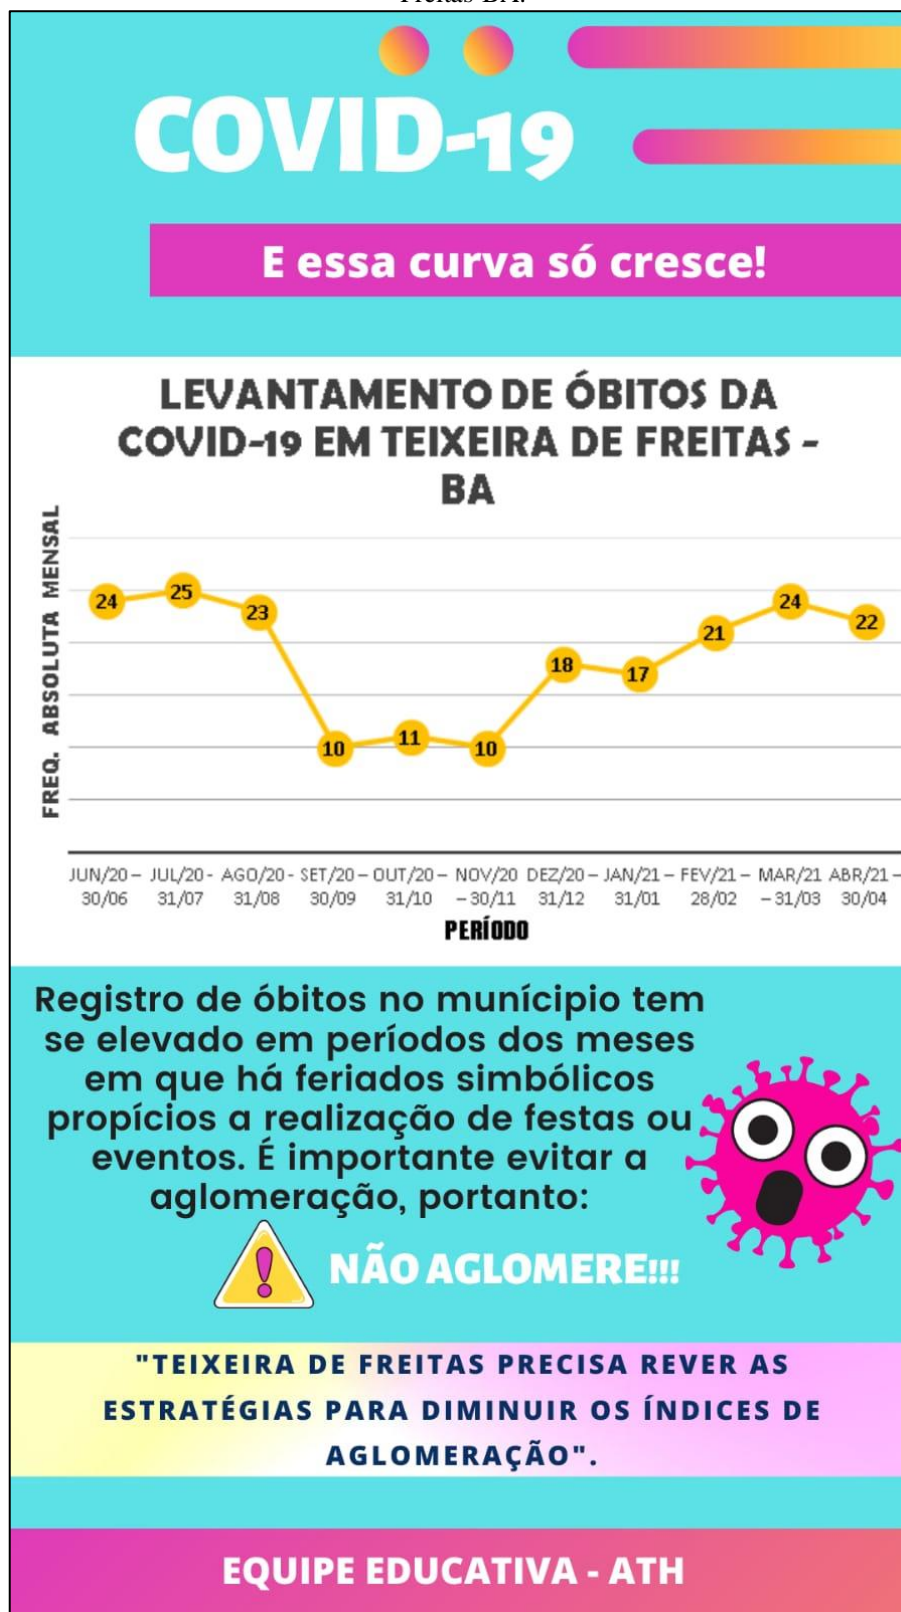 Freitas-BA.
COVID-19
E essa curva só cresce!
LEVANTAMENTO DE ÓBITOS DA
COVID-19 EM TEIXEIRA DE FREITAS -
BA
FREQ. ABSOLUTA MENSAL
24 25 23 10 11 10 18 17 21 24 22
JUN/20 – JUL/20 - AGO/20 - SET/20 – OUT/20 – NOV/20 DEZ/20 – JAN/21 – FEV/21 – MAR/21 ABR/21 –
30/06 31/07 31/08 30/09 31/10 – 30/11 31/12 31/01 28/02 – 31/03 30/04
PERÍODO
Registro de óbitos no munícipio tem
se elevado em períodos dos meses
em que há feriados simbólicos
propícios a realização de festas ou
eventos. É importante evitar a
aglomeração, portanto:
NÃO AGLOMERE!!!
"TEIXEIRA DE FREITAS PRECISA REVER AS
ESTRATÉGIAS PARA DIMINUIR OS ÍNDICES DE
AGLOMERAÇÃO".
EQUIPE EDUCATIVA - ATH